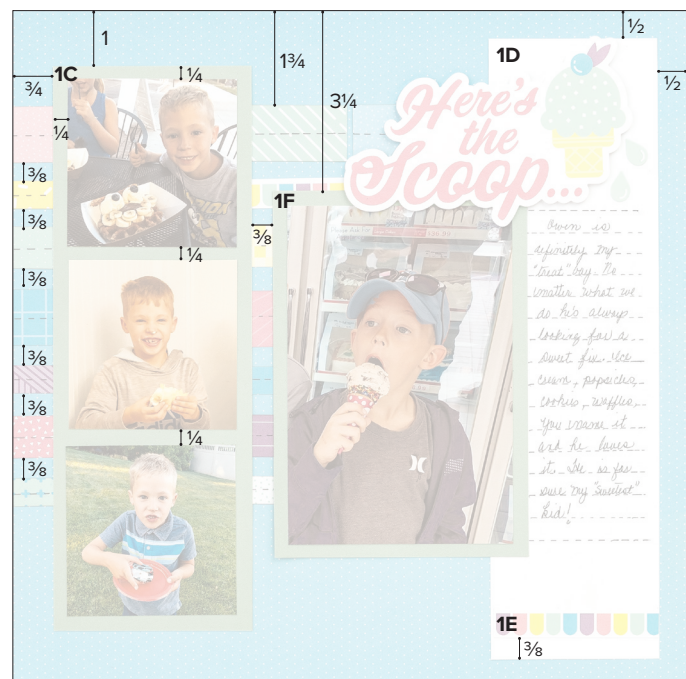 1
1¾
3¼
½
½
¾
1C
¼
¼
1D
Here's
the
Scoop...
⅜
⅜
⅜
⅜
⅜
⅜
1F
⅜
¼
¼
Owen is
definitely my
"treat" boy. No
matter what we
do he's always
looking for a
sweet fix. Ice
cream, popsicles,
cookies, waffles,
you name it
and he loves
it. He is for
sure my "sweetest"
kid!
1E
⅜